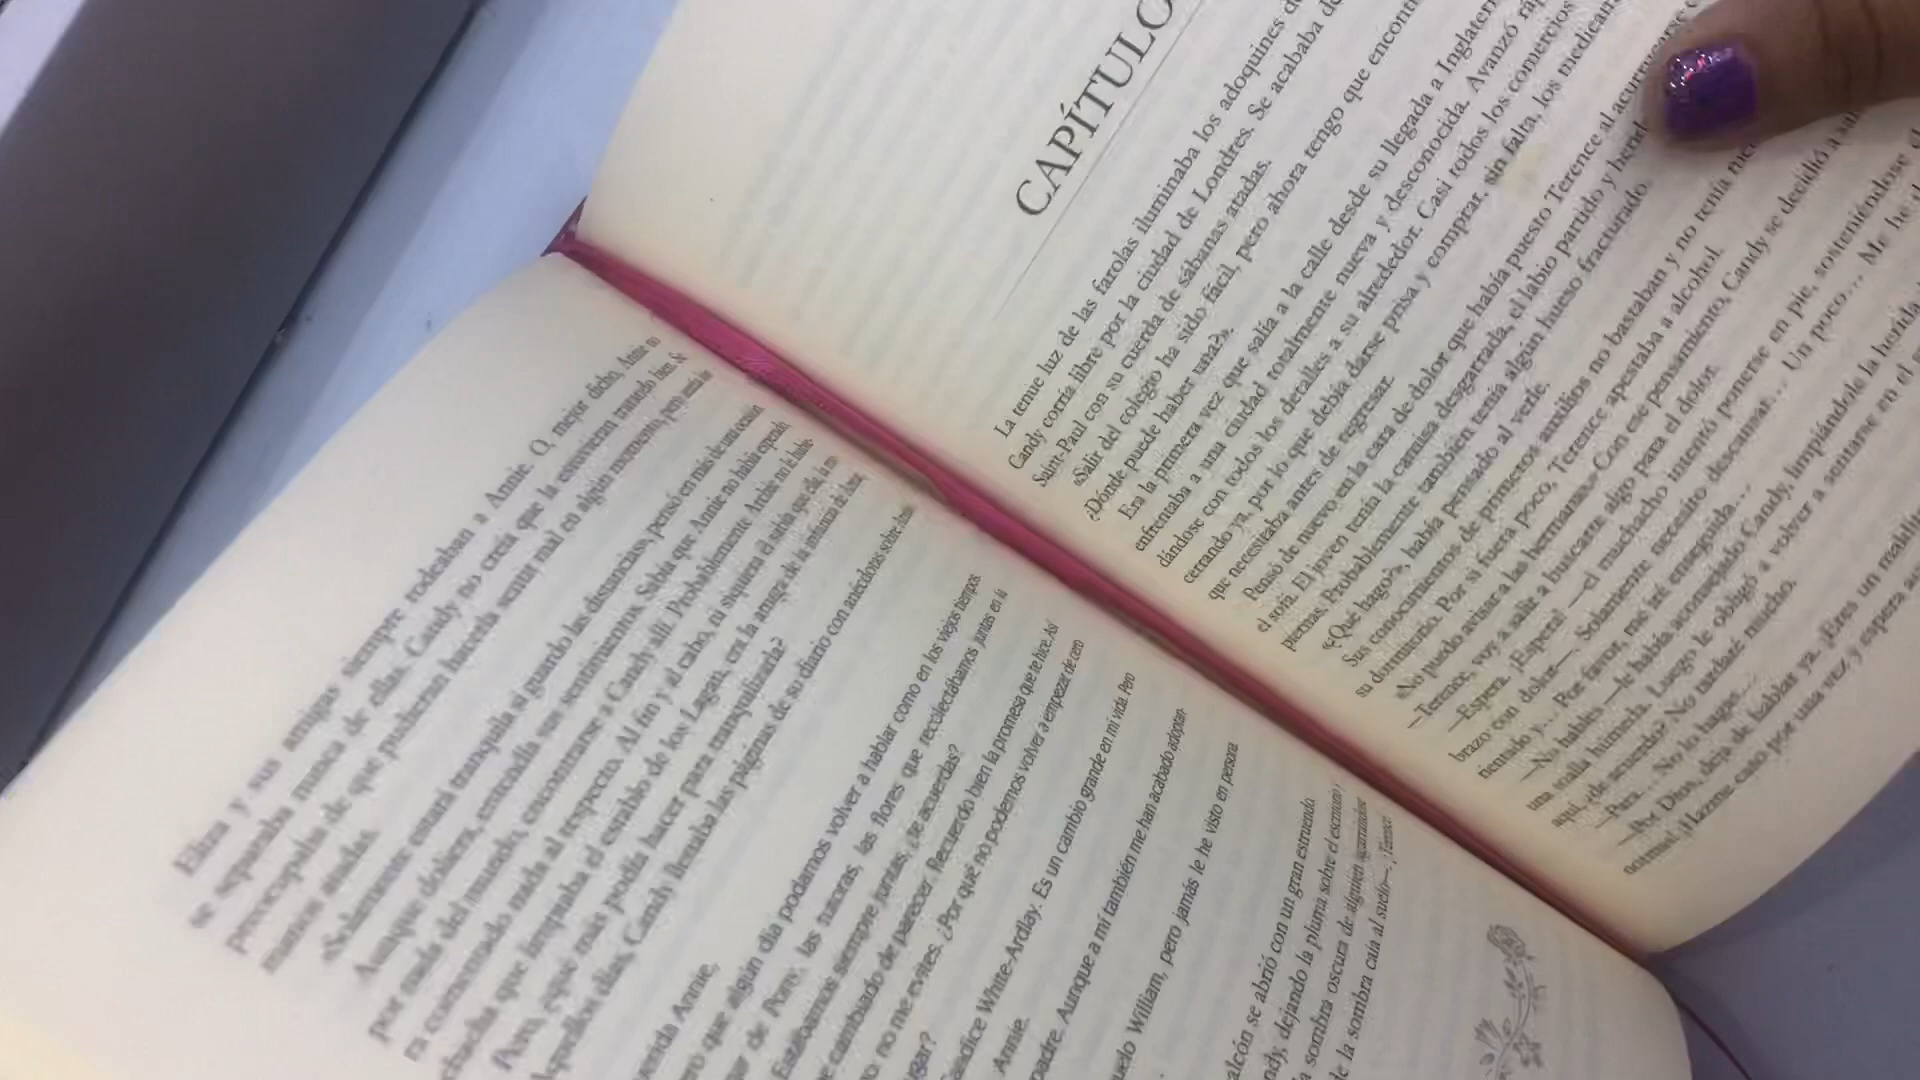 Eliza y sus amigas siempre rodeaban a Annie. O, mejor dicho, Annie no
se separaba nunca de ellas. Candy no creía que la estuvieran tratando bien. Se
preocupaba de que pudieran hacerla sentir mal en algún momento, pero
manos atadas.
«Solamente estará tranquila si guardo las distancias», pensó en más de una ocasión.
Aunque doliera, entendía sus sentimientos. Sabía que Annie no había esperado,
por nada del mundo, encontrarse a Candy allí. Probablemente Archie no le
comentado nada al respecto. Al fin y al cabo, ni siquiera él sabía que ella, la
que limpiaba el establo de los Lagan, era la amiga de la infancia de Annie.
Pero, ¿qué más podía hacer para tranquilizarla?
Aquellos días, Candy llenaba las páginas de su diario con anécdotas sobre
Annie,
que algún día podamos volver a hablar como en los viejos tiempos.
de Pony, las tuyas, las flores que recolectábamos juntas en la
Estábamos siempre juntas, ¿te acuerdas?
cambiado de parecer. Recuerdo bien la promesa que te hice. Así
no me evites. ¿Por qué no podemos volver a empezar de cero
White-Ardlay. Es un cambio grande en mi vida. Pero
Annie.
padre. Aunque a mí también me han acabado adoptan-
William, pero jamás le he visto en persona
se abrió con un gran estruendo.
dejando la pluma sobre el escritorio y
sombra oscura de alguien agarrándose
de la sombra caía al suelo—. ¡Terence!
CAPÍTULO
La tenue luz de las farolas iluminaba los adoquines
Candy corría libre por la ciudad de Londres. Se acababa de
Saint-Paul con su cuerda de sábanas atadas.
«Salir del colegio ha sido fácil, pero ahora tengo que
¿Dónde puede haber una?».
Era la primera vez que salía a la calle desde su llegada a
enfrentaba a una ciudad totalmente nueva y desconocida. Avanzó
dándose con todos los detalles a su alrededor. Casi todos los comercios
cerrando ya, por lo que debía darse prisa y comprar, sin falta, los
que necesitaba antes de regresar.
Pensó de nuevo en la cara de dolor que había puesto Terence al
el sofá. El joven tenía la camisa desgarrada, el labio partido y
piernas. Probablemente también tenía algún hueso fracturado.
«¿Qué hago?», había pensado al verle.
Sus conocimientos de primeros auxilios no bastaban y no tenía
su dormitorio. Por si fuera poco, Terence apestaba a alcohol.
«No puedo avisar a las hermanas» Con ese pensamiento, Candy se decidió a
—Terence, voy a salir a buscarte algo para el dolor.
—Espera. ¡Espera! —el muchacho intentó ponerse en pie, sosteniéndose el
brazo con dolor—. Solamente necesito descansar... Un poco... Me he
y... Por favor, me iré enseguida...
—No hables —le había aconsejado Candy, limpiándole la herida
una toalla húmeda. Luego le obligó a volver a sentarse en el
aquí, ¿de acuerdo? No tardaré mucho.
—Para... No lo hagas...
—Por Dios, deja de hablar ya. ¡Eres un
normal! ¡Hazme caso por una vez y espera